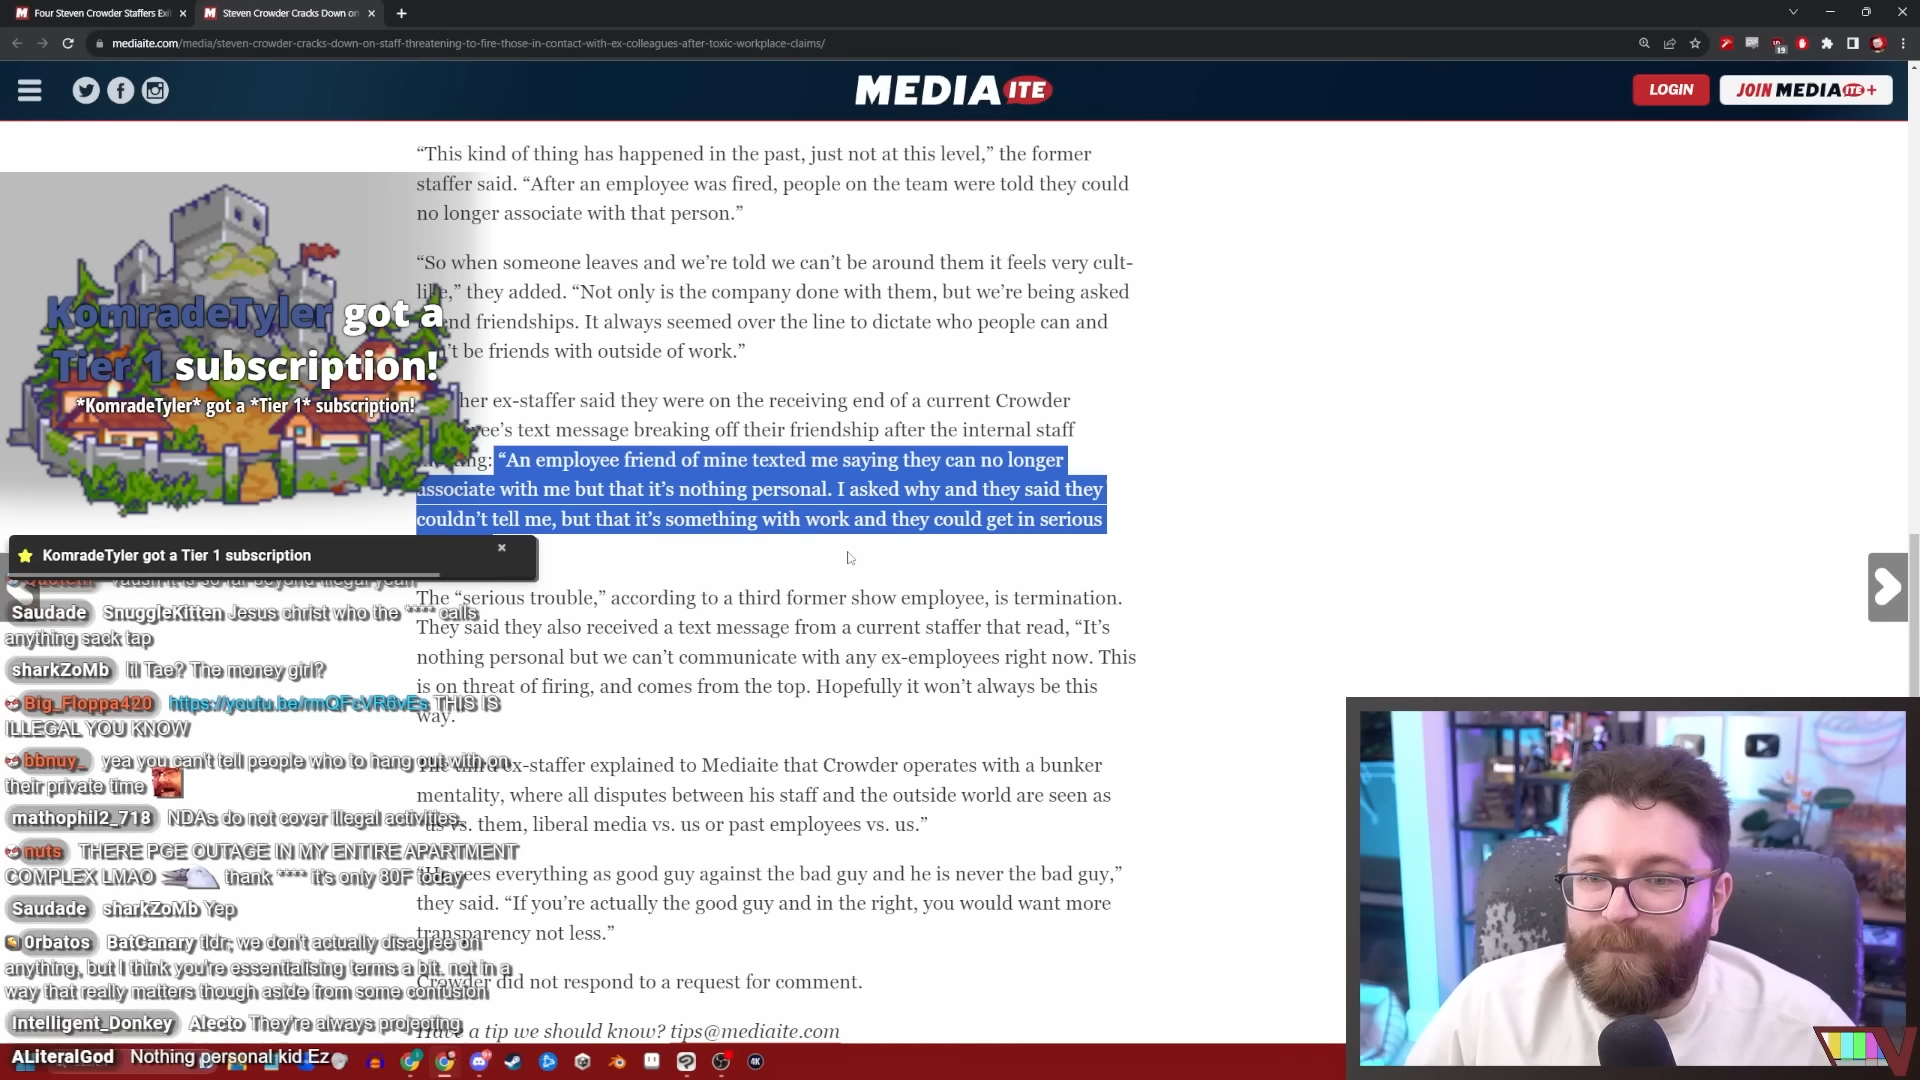 Four Steven Crowder Staffers Exi
Steven Crowder Cracks Down on
mediaite.com/media/steven-crowder-cracks-down-on-staff-threatening-to-fire-those-in-contact-with-ex-colleagues-after-toxic-workplace-claims/
19
MEDIAITE
LOGIN
JOIN MEDIAITE+
“This kind of thing has happened in the past, just not at this level,” the former
staffer said. “After an employee was fired, people on the team were told they could
no longer associate with that person.”
“So when someone leaves and we’re told we can’t be around them it feels very cult-
like,” they added. “Not only is the company done with them, but we’re being asked
end friendships. It always seemed over the line to dictate who people can and
can’t be friends with outside of work.”
KomradeTyler got a
Tier 1 subscription!
*KomradeTyler* got a *Tier 1* subscription!
her ex-staffer said they were on the receiving end of a current Crowder
employee’s text message breaking off their friendship after the internal staff
“An employee friend of mine texted me saying they can no longer
associate with me but that it’s nothing personal. I asked why and they said they
couldn’t tell me, but that it’s something with work and they could get in serious
KomradeTyler got a Tier 1 subscription
The “serious trouble,” according to a third former show employee, is termination.
They said they also received a text message from a current staffer that read, “It’s
nothing personal but we can’t communicate with any ex-employees right now. This
is on threat of firing, and comes from the top. Hopefully it won’t always be this
way.”
The third ex-staffer explained to Mediaite that Crowder operates with a bunker
mentality, where all disputes between his staff and the outside world are seen as
“us vs. them, liberal media vs. us or past employees vs. us.”
“He sees everything as good guy against the bad guy and he is never the bad guy,”
they said. “If you’re actually the good guy and in the right, you would want more
transparency not less.”
Crowder did not respond to a request for comment.
Have a tip we should know? tips@mediaite.com
Saudade SnuggleKitten Jesus christ who the **** calls
anything sack tap
sharkZoMb lil Tae? The money girl?
Big_Floppa420 https://youtu.be/rmQFcVR6vEs THIS IS
ILLEGAL YOU KNOW
bbnuy_ yea you can't tell people who to hang out with on
their private time
mathophil2_718 NDAs do not cover illegal activities.
nuts THERE PGE OUTAGE IN MY ENTIRE APARTMENT
COMPLEX LMAO thank **** it's only 80F today
Saudade sharkZoMb Yep
0rbatos BatCanary tldr; we don't actually disagree on
anything, but I think you're essentialising terms a bit. not in a
way that really matters though aside from some confusion
Intelligent_Donkey Alecto They're always projecting
ALiteralGod Nothing personal kid Ez